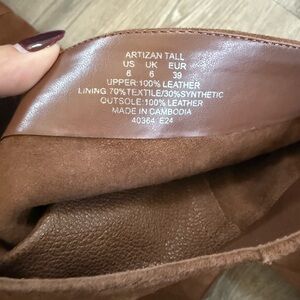 ARTIZAN TALL
US UK EUR
6 6 39
UPPER:100% LEATHER
LINING:70%TEXTILE/30%SYNTHETIC
OUTSOLE:100% LEATHER
MADE IN CAMBODIA
40364 E24